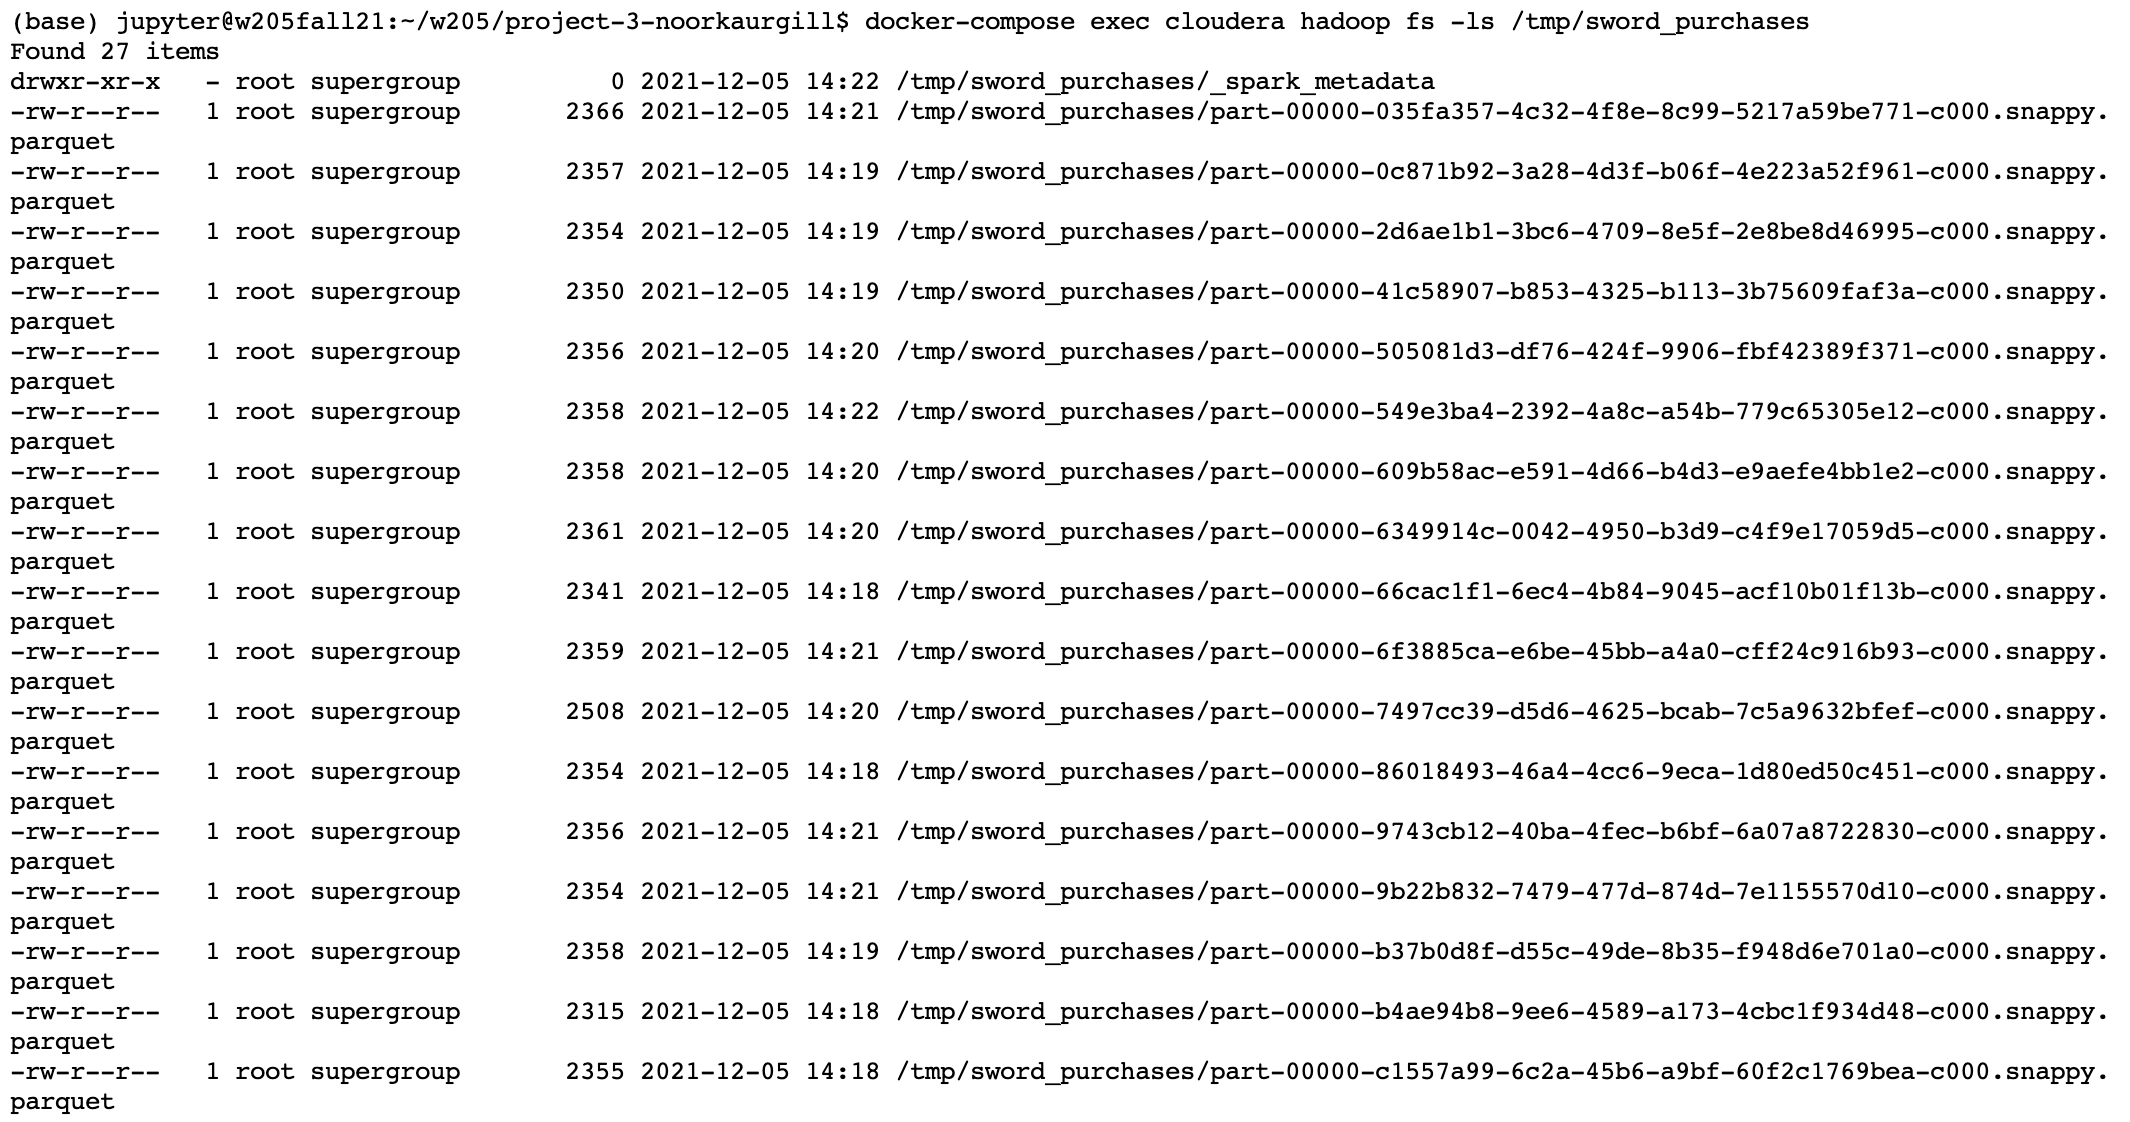 (base) jupyter@w205fall21:~/w205/project-3-noorkaurgill$ docker-compose exec cloudera hadoop fs -ls /tmp/sword_purchases
Found 27 items
drwxr-xr-x   - root supergroup          0 2021-12-05 14:22 /tmp/sword_purchases/_spark_metadata
-rw-r--r--   1 root supergroup       2366 2021-12-05 14:21 /tmp/sword_purchases/part-00000-035fa357-4c32-4f8e-8c99-5217a59be771-c000.snappy.
parquet
-rw-r--r--   1 root supergroup       2357 2021-12-05 14:19 /tmp/sword_purchases/part-00000-0c871b92-3a28-4d3f-b06f-4e223a52f961-c000.snappy.
parquet
-rw-r--r--   1 root supergroup       2354 2021-12-05 14:19 /tmp/sword_purchases/part-00000-2d6ae1b1-3bc6-4709-8e5f-2e8be8d46995-c000.snappy.
parquet
-rw-r--r--   1 root supergroup       2350 2021-12-05 14:19 /tmp/sword_purchases/part-00000-41c58907-b853-4325-b113-3b75609faf3a-c000.snappy.
parquet
-rw-r--r--   1 root supergroup       2356 2021-12-05 14:20 /tmp/sword_purchases/part-00000-505081d3-df76-424f-9906-fbf42389f371-c000.snappy.
parquet
-rw-r--r--   1 root supergroup       2358 2021-12-05 14:22 /tmp/sword_purchases/part-00000-549e3ba4-2392-4a8c-a54b-779c65305e12-c000.snappy.
parquet
-rw-r--r--   1 root supergroup       2358 2021-12-05 14:20 /tmp/sword_purchases/part-00000-609b58ac-e591-4d66-b4d3-e9aefe4bb1e2-c000.snappy.
parquet
-rw-r--r--   1 root supergroup       2361 2021-12-05 14:20 /tmp/sword_purchases/part-00000-6349914c-0042-4950-b3d9-c4f9e17059d5-c000.snappy.
parquet
-rw-r--r--   1 root supergroup       2341 2021-12-05 14:18 /tmp/sword_purchases/part-00000-66cac1f1-6ec4-4b84-9045-acf10b01f13b-c000.snappy.
parquet
-rw-r--r--   1 root supergroup       2359 2021-12-05 14:21 /tmp/sword_purchases/part-00000-6f3885ca-e6be-45bb-a4a0-cff24c916b93-c000.snappy.
parquet
-rw-r--r--   1 root supergroup       2508 2021-12-05 14:20 /tmp/sword_purchases/part-00000-7497cc39-d5d6-4625-bcab-7c5a9632bfef-c000.snappy.
parquet
-rw-r--r--   1 root supergroup       2354 2021-12-05 14:18 /tmp/sword_purchases/part-00000-86018493-46a4-4cc6-9eca-1d80ed50c451-c000.snappy.
parquet
-rw-r--r--   1 root supergroup       2356 2021-12-05 14:21 /tmp/sword_purchases/part-00000-9743cb12-40ba-4fec-b6bf-6a07a8722830-c000.snappy.
parquet
-rw-r--r--   1 root supergroup       2354 2021-12-05 14:21 /tmp/sword_purchases/part-00000-9b22b832-7479-477d-874d-7e1155570d10-c000.snappy.
parquet
-rw-r--r--   1 root supergroup       2358 2021-12-05 14:19 /tmp/sword_purchases/part-00000-b37b0d8f-d55c-49de-8b35-f948d6e701a0-c000.snappy.
parquet
-rw-r--r--   1 root supergroup       2315 2021-12-05 14:18 /tmp/sword_purchases/part-00000-b4ae94b8-9ee6-4589-a173-4cbc1f934d48-c000.snappy.
parquet
-rw-r--r--   1 root supergroup       2355 2021-12-05 14:18 /tmp/sword_purchases/part-00000-c1557a99-6c2a-45b6-a9bf-60f2c1769bea-c000.snappy.
parquet